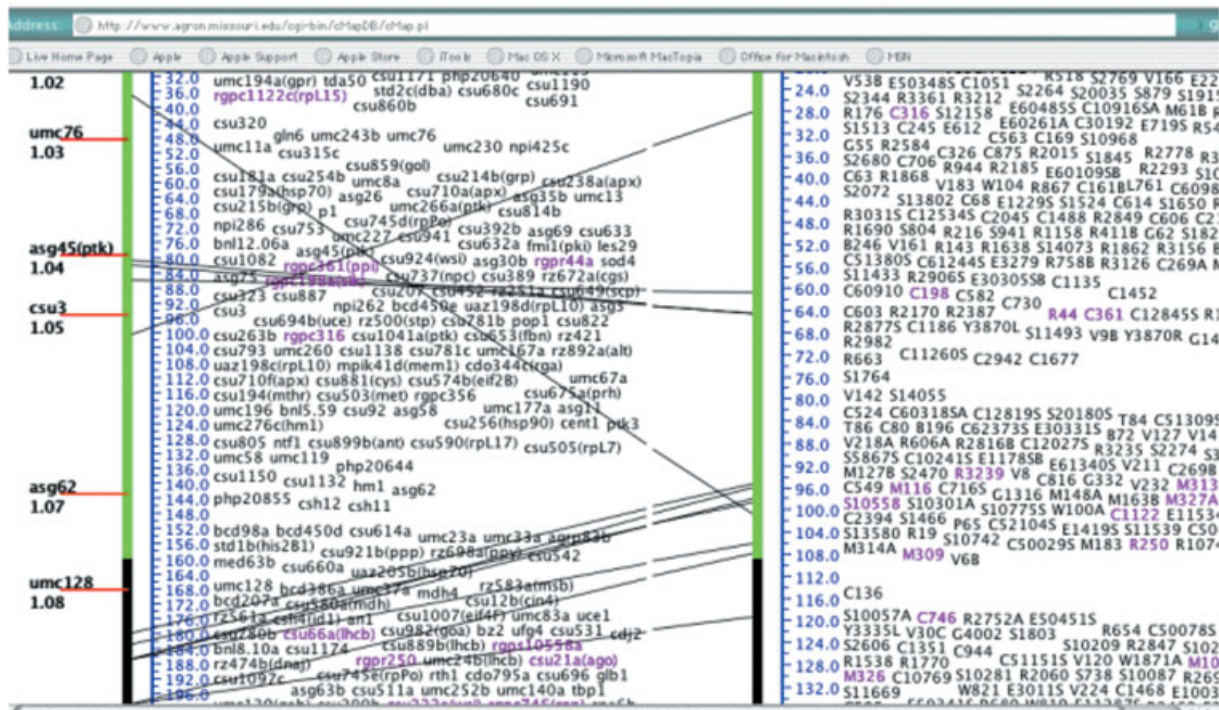 Address: http://www.agron.missouri.edu/cgi-bin/cMapDB/cMap.pl
Live Home Page Apple Apple Support Apple Store iTools Mac OS X Microsoft MacTopia Office for Macintosh MSN
1.02
umc76
1.03
asg45(ptk)
1.04
csu3
1.05
asg62
1.07
umc128
1.08
32.0 umc194a(gpr) tda50 csu1171 php20640
36.0 rgpc1122c(rpL15) std2c(dba) csu680c csu1190
40.0 csu860b csu691
44.0 csu320
48.0 gln6 umc243b umc76
52.0 umc11a csu315c umc230 npi425c
56.0 csu859(gol)
60.0 csu181a csu254b umc8a csu214b(grp) csu238a(apx)
64.0 csu179a(hsp70) asg26 csu710a(apx) asg35b umc13
68.0 csu215b(grp) p1 umc266a(ptk) csu814b
72.0 npi286 csu753 csu745d(rpPo) csu392b asg69 csu633
76.0 bnl12.06a umc227 csu941 csu632a fmi1(pki) les29
80.0 csu1082 asg45(ptk) csu924(wsi) asg30b rgpr44a sod4
84.0 asg75 rgpc361(ppi) csu737(npc) csu389 rz672a(cgs)
88.0 csu323 csu887 csu207 csu452 rz251a csu649(scp)
92.0 csu3 npi262 bcd450e uaz198d(rpL10) asg3
96.0 csu694b(uce) rz500(stp) csu781b pop1 csu822
100.0 csu263b rgpc316 csu1041a(ptk) csu653(fbn) rz421
104.0 csu793 umc260 csu1138 csu781c umc167a rz892a(alt)
108.0 uaz198c(rpL10) mpik41d(mem1) cdo344c(rga)
112.0 csu710f(apx) csu881(cys) csu574b(eif2B) umc67a
116.0 csu194(mthr) csu503(met) rgpc356 csu675a(prh)
120.0 umc196 bnl5.59 csu92 asg58 umc177a asg11
124.0 umc276c(hm1) csu256(hsp90) cent1 ptk3
128.0 csu805 ntf1 csu899b(ant) csu590(rpL17) csu505(rpL7)
132.0 umc58 umc119
136.0 php20644
140.0 csu1150 csu1132 hm1 asg62
144.0 php20855 csh12 csh11
148.0
152.0 bcd98a bcd450d csu614a umc23a umc33a agrp83b
156.0 std1b(his2B1) csu921b(ppp) rz698a(ppy) csu542
160.0 med63b csu660a uaz205b(hsp70)
164.0
168.0 umc128 bcd386a umc37a mdh4 rz583a(msb)
172.0 bcd207a csu580a(mdh) csu12b(cin4)
176.0 rz561a csh4(id1) an1 csu1007(eif4F) umc83a uce1
180.0 csu280b csu66a(lhcb) csu982(goa) bz2 ufg4 csu531 cdj2
184.0 bnl8.10a csu1174 csu889b(lhcb) rgps10558a
188.0 rz474b(dnaj) rgpr250 umc24b(lhcb) csu21a(ago)
192.0 csu1097c csu745e(rpPo) rth1 cdo795a csu696 glb1
196.0 asg63b csu511a umc252b umc140a tbp1
24.0 V53B E50348S C1051 R518 S2769 V166
28.0 S2344 R3361 R3212 S2264 S20035 S879
R176 C316 S12158 E60485S C10916SA M61B
32.0 S1513 C245 E612 E60261A C30192 E719S
G55 R2584 C563 C169 S10968
36.0 S2680 C706 C326 C875 R2015 S1845 R2778
40.0 C63 R1868 R944 R2185 E60109SB R2293
S2072 V183 W104 R867 C161B L761
44.0 S13802 C68 E1229S S1524 C614 S1650
R3031S C12534S C2045 C1488 R2849 C606
48.0 R1690 S804 R216 S941 R1158 R411B G62
52.0 B246 V161 R143 R1638 S14073 R1862 R3156
C51380S C61244S E3279 R758B R3126 C269A
56.0 S11433 R2906S E30305SB C1135
60.0 C60910 C198 C582 C1452
64.0 C603 R2170 R2387 C730 R44 C361 C12845S
68.0 R2877S C1186 Y3870L S11493 V9B Y3870R
R2982
72.0 R663 C11260S C2942 C1677
76.0 S1764
80.0 V142 S14055
84.0 C524 C60318SA C12819S S20180S T84 C51309S
T86 C80 B196 C62373S E30331S B72 V127 V14
88.0 V218A R606A R2816B C12027S R3235 S2274
92.0 S5867S C10241S E1178SB E61340S V211
M127B S2470 R3239 V8 C816 G332 C269B
96.0 C549 M116 C716S G1316 M148A M163B V232 M313
100.0 S10558 S10301A S10775S W100A M327A
104.0 C2394 S1466 P65 C52104S C1122
S13580 R19 S10742 E1419S S11539
108.0 M314A M309 V6B C50029S M183 R250
112.0
116.0 C136
120.0 S10057A C746 R2752A E50451S
124.0 Y3335L V30C G4002 S1803 R654 C50078S
S2606 C1351 C944 S10209 R2847
128.0 R1538 R1770 C51151S V120 W1871A
M326 C10769 S10281 R2060 S738 S10087
132.0 S11669 W821 E3011S V224 C1468